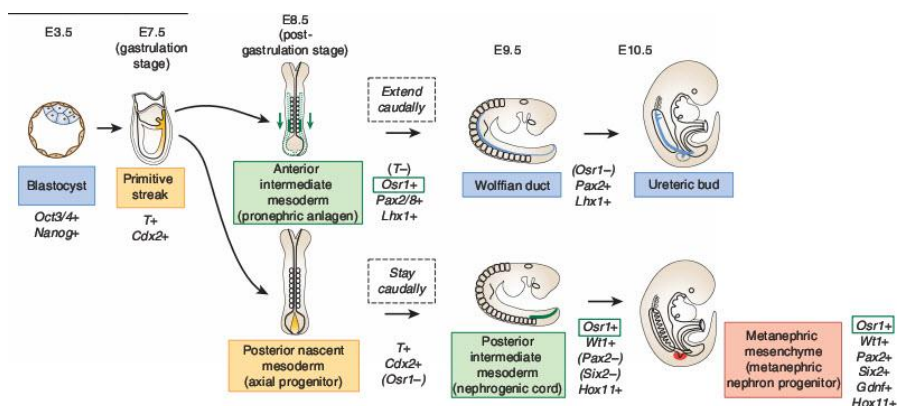 E3.5
E7.5
(gastrulation
stage)
E8.5
(post-
gastrulation
stage)
E9.5
E10.5
Extend
caudally
Blastocyst
Oct3/4+
Nanog+
Primitive
streak
T+
Cdx2+
Anterior
intermediate
mesoderm
(pronephric anlagen)
(T–)
Osr1+
Pax2/8+
Lhx1+
Wolffian duct
(Osr1–)
Pax2+
Lhx1+
Ureteric bud
Stay
caudally
Posterior nascent
mesoderm
(axial progenitor)
T+
Cdx2+
(Osr1–)
Posterior
intermediate
mesoderm
(nephrogenic cord)
Osr1+
Wt1+
(Pax2–)
(Six2–)
Hox11+
Metanephric
mesenchyme
(metanephric
nephron progenitor)
Osr1+
Wt1+
Pax2+
Six2+
Gdnf+
Hox11+